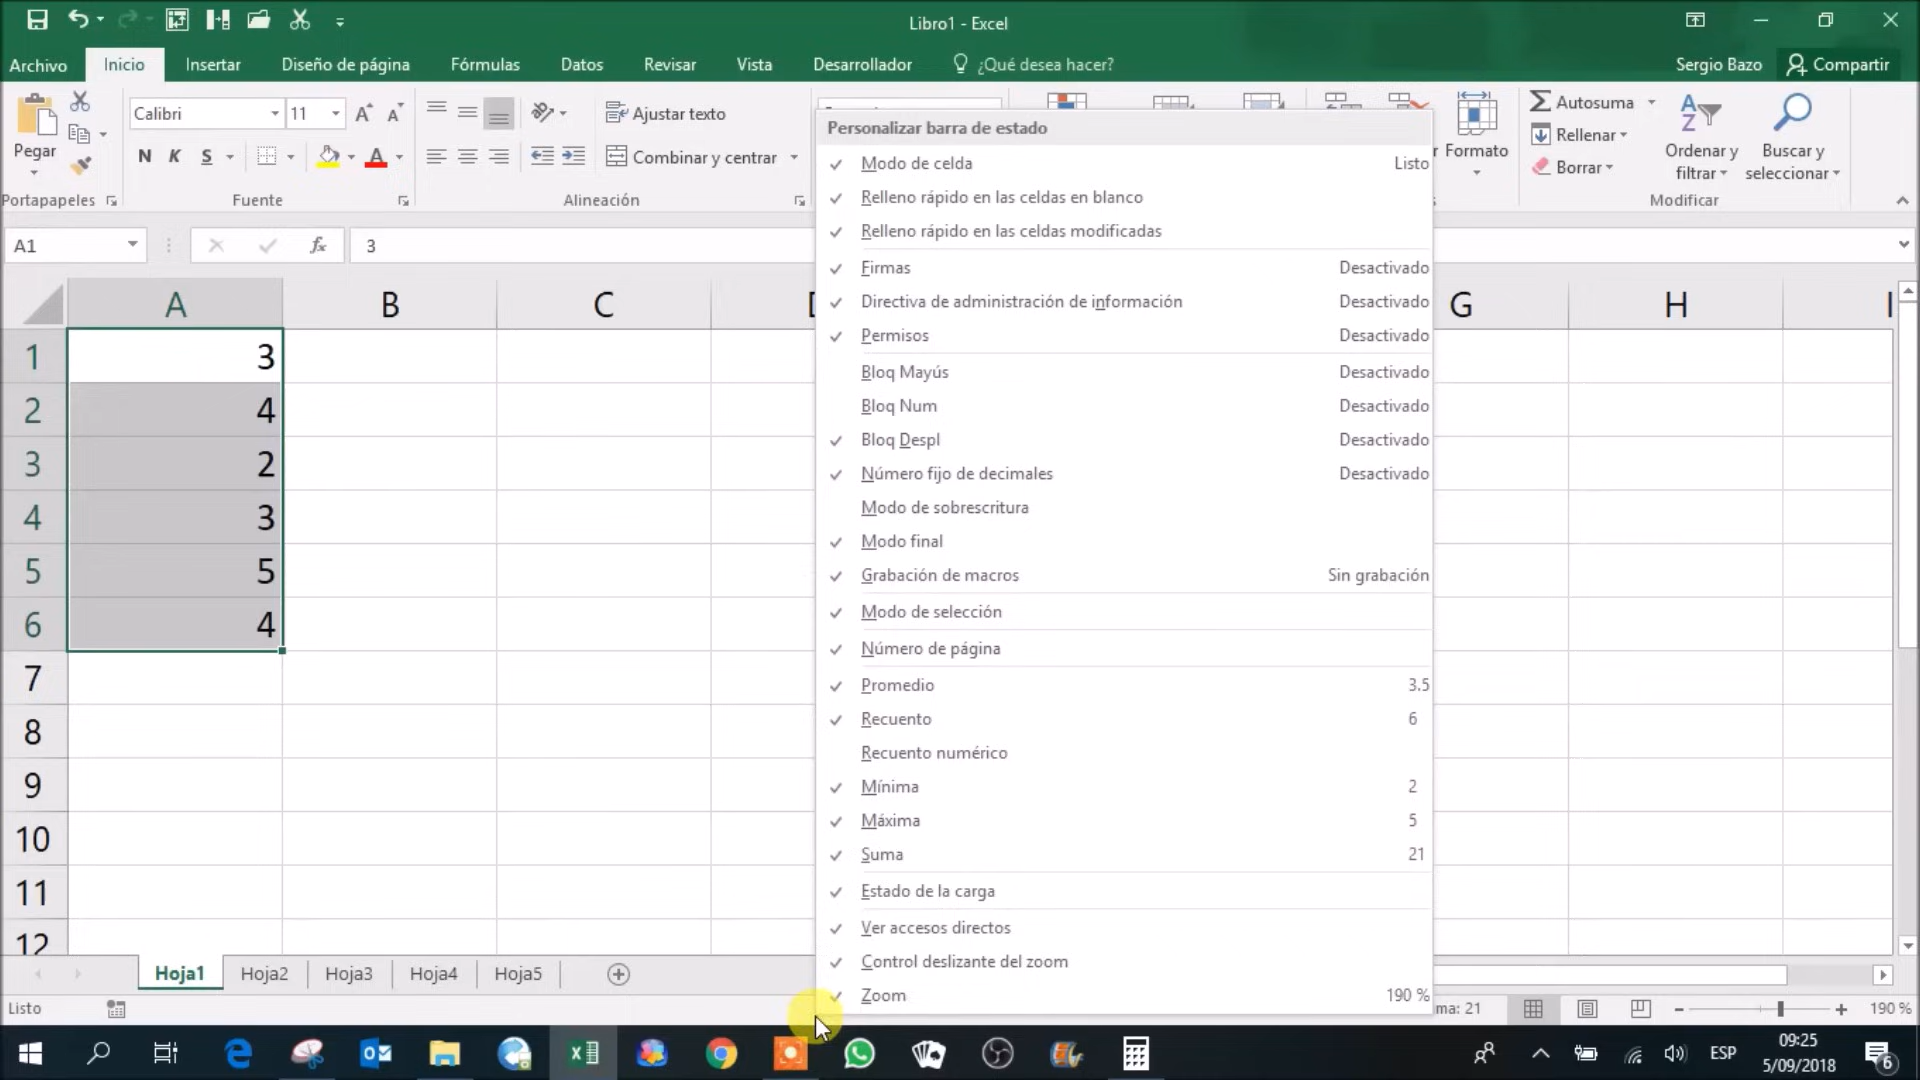 Libro1 - Excel
Archivo Inicio Insertar Diseño de página Fórmulas Datos Revisar Vista Desarrollador ¿Qué desea hacer? Sergio Bazo Compartir
Pegar
Portapapeles
Calibri 11
N K S
Fuente
Ajustar texto
Combinar y centrar
Alineación
Formato
Autosuma
Rellenar
Borrar
Ordenar y
filtrar
Buscar y
seleccionar
Modificar
A1 fx 3
A B C G H I
1 3
2 4
3 2
4 3
5 5
6 4
7
8
9
10
11
12
Personalizar barra de estado
Modo de celda Listo
Relleno rápido en las celdas en blanco
Relleno rápido en las celdas modificadas
Firmas Desactivado
Directiva de administración de información Desactivado
Permisos Desactivado
Bloq Mayús Desactivado
Bloq Num Desactivado
Bloq Despl Desactivado
Número fijo de decimales Desactivado
Modo de sobrescritura
Modo final
Grabación de macros Sin grabación
Modo de selección
Número de página
Promedio 3.5
Recuento 6
Recuento numérico
Mínima 2
Máxima 5
Suma 21
Estado de la carga
Ver accesos directos
Control deslizante del zoom
Zoom 190 %
Hoja1 Hoja2 Hoja3 Hoja4 Hoja5
Listo ma: 21 190 %
ESP
09:25
5/09/2018
6